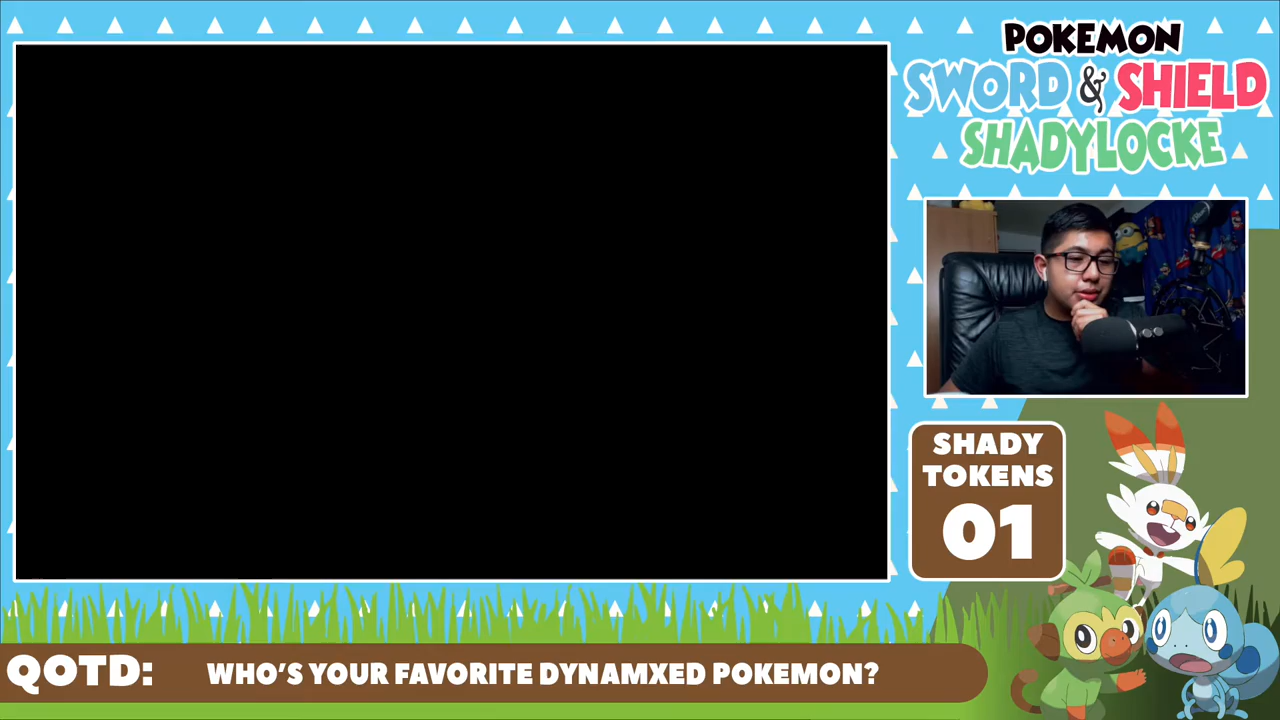 POKEMON
SWORD & SHIELD
SHADYLOCKE
SHADY
TOKENS
01
QOTD: WHO'S YOUR FAVORITE DYNAMXED POKEMON?